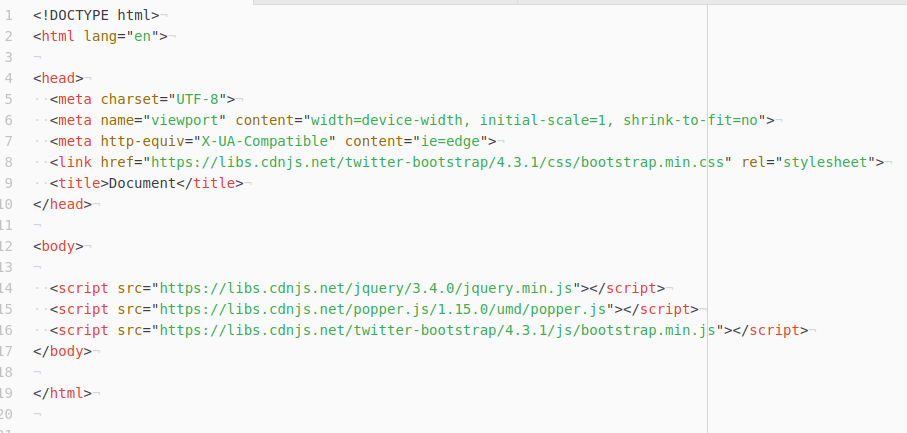 1 <!DOCTYPE html>¬
2 <html lang="en">¬
3 ¬
4 <head>¬
5 ··<meta charset="UTF-8">¬
6 ··<meta name="viewport" content="width=device-width, initial-scale=1, shrink-to-fit=no">¬
7 ··<meta http-equiv="X-UA-Compatible" content="ie=edge">¬
8 ··<link href="https://libs.cdnjs.net/twitter-bootstrap/4.3.1/css/bootstrap.min.css" rel="stylesheet">¬
9 ··<title>Document</title>¬
10 </head>¬
11 ¬
12 <body>¬
13 ¬
14 ··<script src="https://libs.cdnjs.net/jquery/3.4.0/jquery.min.js"></script>¬
15 ··<script src="https://libs.cdnjs.net/popper.js/1.15.0/umd/popper.js"></script>¬
16 ··<script src="https://libs.cdnjs.net/twitter-bootstrap/4.3.1/js/bootstrap.min.js"></script>¬
17 </body>¬
18 ¬
19 </html>¬
20 ¬